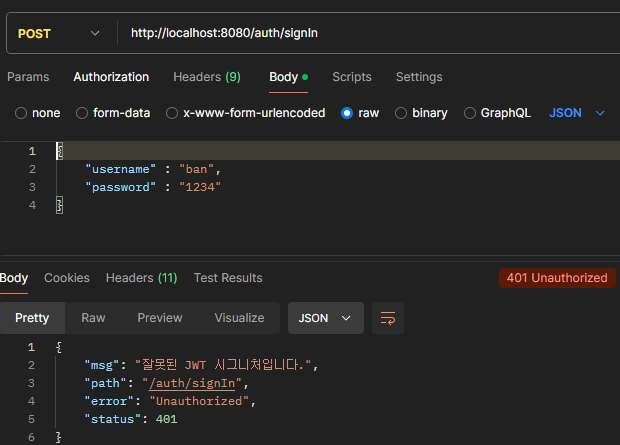 POST http://localhost:8080/auth/signIn
Params Authorization Headers (9) Body Scripts Settings
none form-data x-www-form-urlencoded raw binary GraphQL JSON
1 {
2 "username" : "ban",
3 "password" : "1234"
4 }
Body Cookies Headers (11) Test Results 401 Unauthorized
Pretty Raw Preview Visualize JSON
1 {
2 "msg": "잘못된 JWT 시그니처입니다.",
3 "path": "/auth/signIn",
4 "error": "Unauthorized",
5 "status": 401
6 }